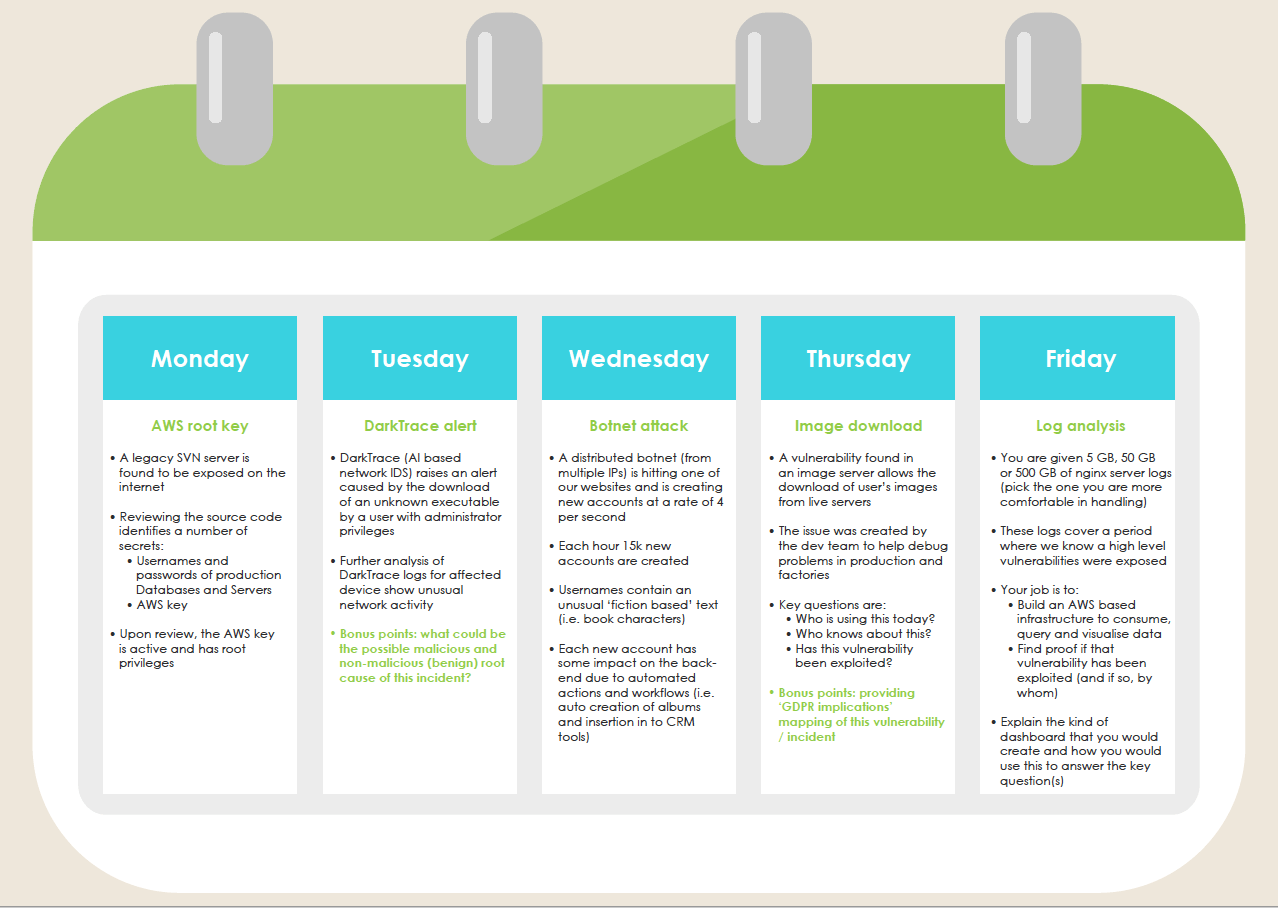 Monday
AWS root key
• A legacy SVN server is
found to be exposed on the
internet
• Reviewing the source code
identifies a number of
secrets:
• Usernames and
passwords of production
Databases and Servers
• AWS key
• Upon review, the AWS key
is active and has root
privileges
Tuesday
DarkTrace alert
• DarkTrace (AI based
network IDS) raises an alert
caused by the download
of an unknown executable
by a user with administrator
privileges
• Further analysis of
DarkTrace logs for affected
device show unusual
network activity
• Bonus points: what could be
the possible malicious and
non-malicious (benign) root
cause of this incident?
Wednesday
Botnet attack
• A distributed botnet (from
multiple IPs) is hitting one of
our websites and is creating
new accounts at a rate of 4
per second
• Each hour 15k new
accounts are created
• Usernames contain an
unusual ‘fiction based’ text
(i.e. book characters)
• Each new account has
some impact on the back-
end due to automated
actions and workflows (i.e.
auto creation of albums
and insertion in to CRM
tools)
Thursday
Image download
• A vulnerability found in
an image server allows the
download of user’s images
from live servers
• The issue was created by
the dev team to help debug
problems in production and
factories
• Key questions are:
• Who is using this today?
• Who knows about this?
• Has this vulnerability
been exploited?
• Bonus points: providing
‘GDPR implications’
mapping of this vulnerability
/ incident
Friday
Log analysis
• You are given 5 GB, 50 GB
or 500 GB of nginx server logs
(pick the one you are more
comfortable in handling)
• These logs cover a period
where we know a high level
vulnerabilities were exposed
• Your job is to:
• Build an AWS based
infrastructure to consume,
query and visualise data
• Find proof if that
vulnerability has been
exploited (and if so, by
whom)
• Explain the kind of
dashboard that you would
create and how you would
use this to answer the key
question(s)